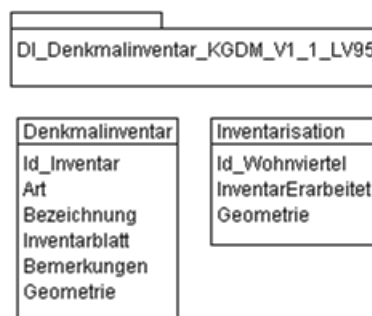 DI_Denkmalinventar_KGDM_V1_1_LV95
Denkmalinventar
Id_Inventar
Art
Bezeichnung
Inventarblatt
Bemerkungen
Geometrie
Inventarisation
Id_Wohnviertel
InventarErarbeitet
Geometrie